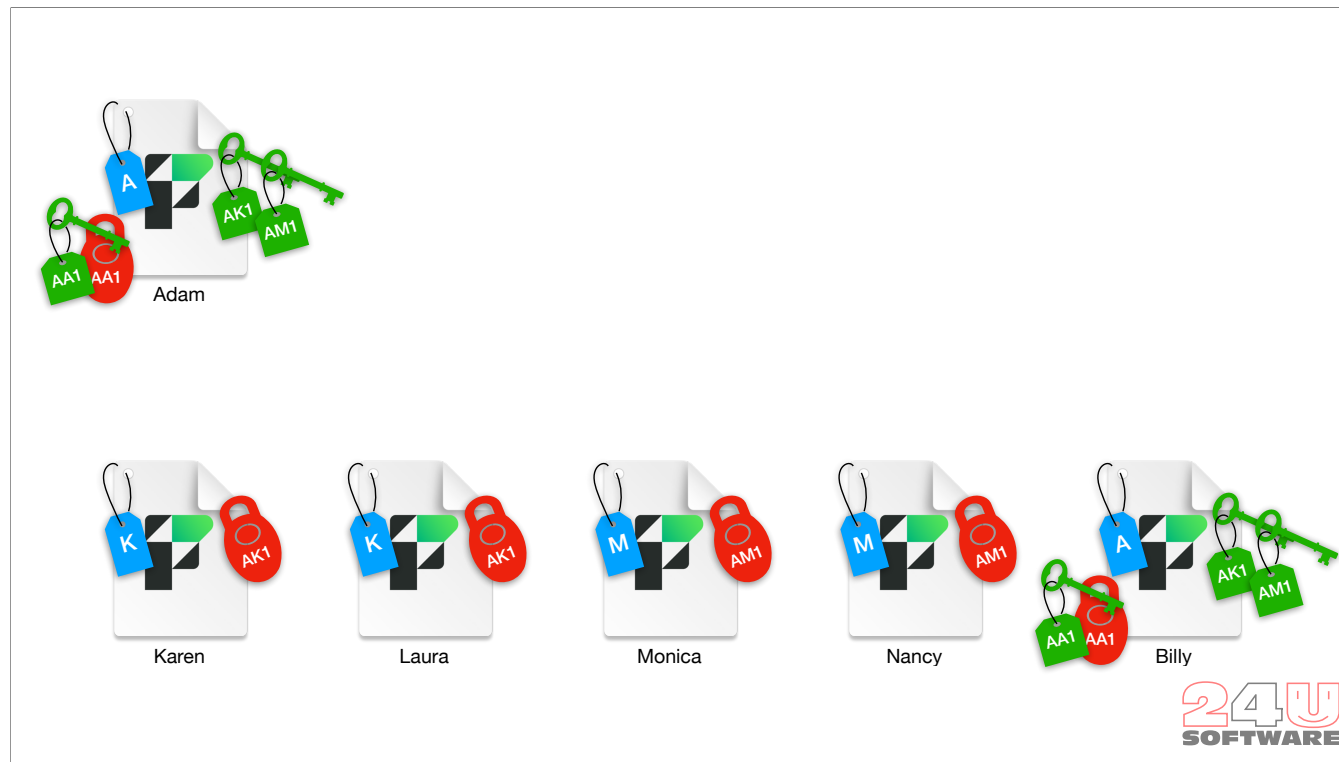 A
AK1
AM1
AA1
AA1
Adam
K
AK1
K
AK1
M
AM1
M
AM1
A
AK1
AM1
AA1
AA1
Karen
Laura
Monica
Nancy
Billy
24U
SOFTWARE